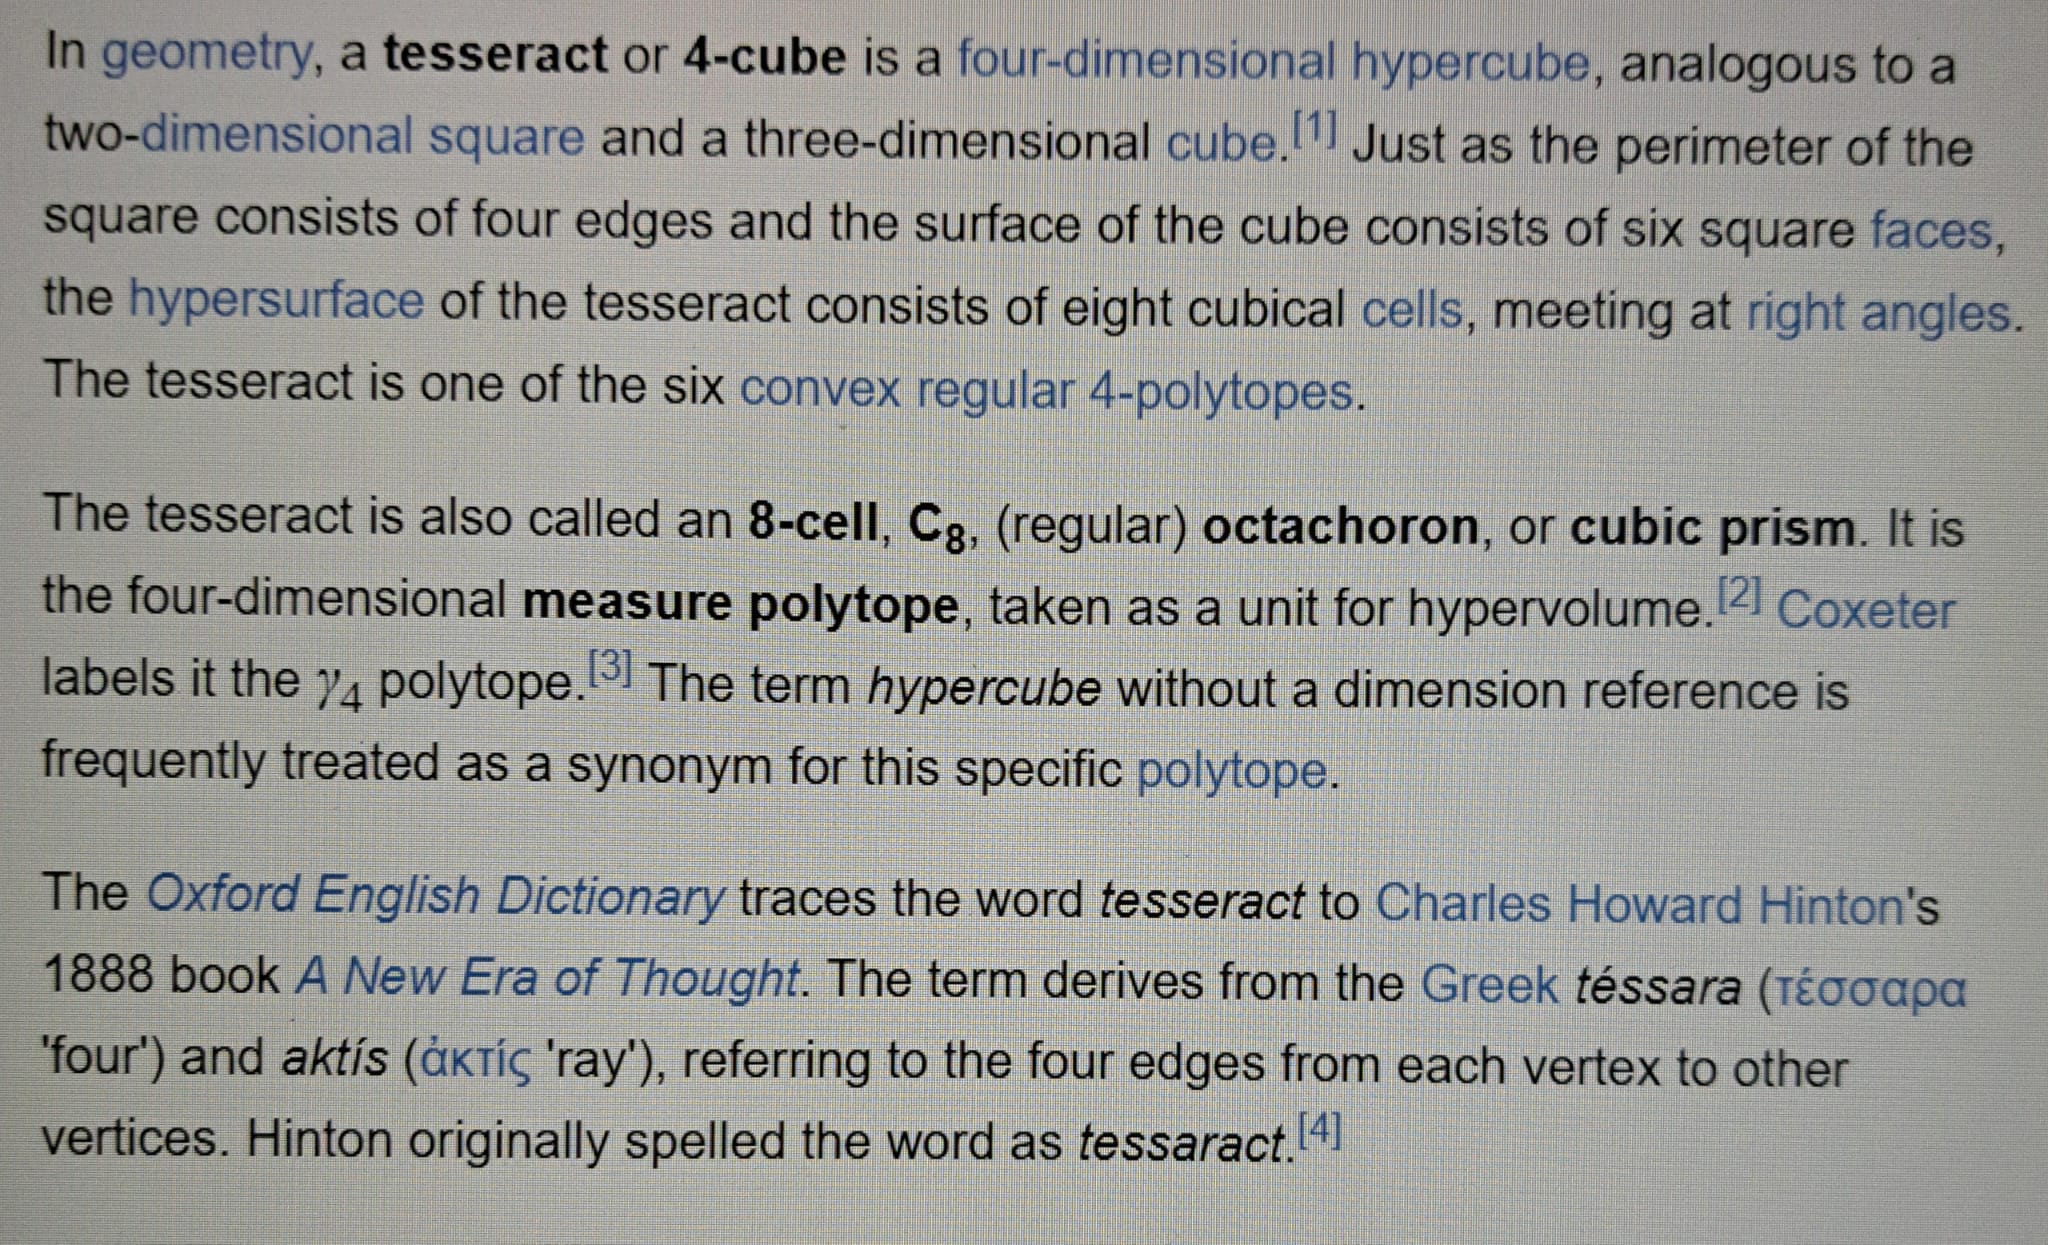 In geometry, a tesseract or 4-cube is a four-dimensional hypercube, analogous to a
two-dimensional square and a three-dimensional cube.[1] Just as the perimeter of the
square consists of four edges and the surface of the cube consists of six square faces,
the hypersurface of the tesseract consists of eight cubical cells, meeting at right angles.
The tesseract is one of the six convex regular 4-polytopes.
The tesseract is also called an 8-cell, C8, (regular) octachoron, or cubic prism. It is
the four-dimensional measure polytope, taken as a unit for hypervolume.[2] Coxeter
labels it the γ4 polytope.[3] The term hypercube without a dimension reference is
frequently treated as a synonym for this specific polytope.
The Oxford English Dictionary traces the word tesseract to Charles Howard Hinton's
1888 book A New Era of Thought. The term derives from the Greek téssara (τέσσαρα
'four') and aktís (ἀκτίς 'ray'), referring to the four edges from each vertex to other
vertices. Hinton originally spelled the word as tessaract.[4]